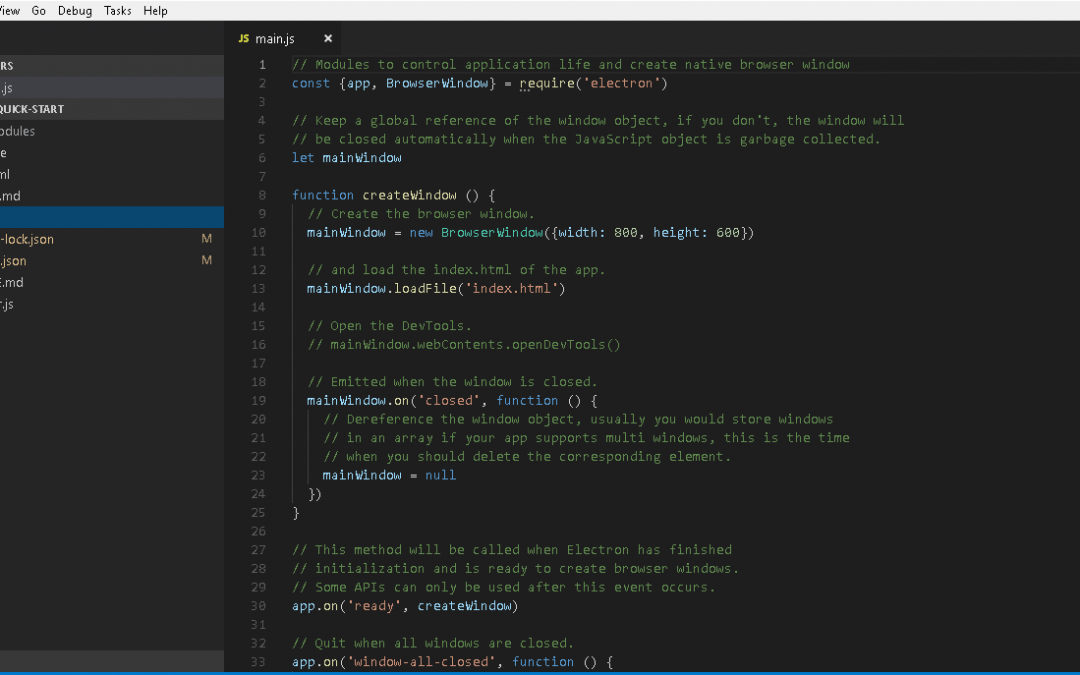 View Go Debug Tasks Help
JS main.js ×
RS
.js
QUICK-START
odules
e
ml
.md
-lock.json M
.json M
E.md
r.js
1 // Modules to control application life and create native browser window
2 const {app, BrowserWindow} = require('electron')
3
4 // Keep a global reference of the window object, if you don't, the window will
5 // be closed automatically when the JavaScript object is garbage collected.
6 let mainWindow
7
8 function createWindow () {
9 // Create the browser window.
10 mainWindow = new BrowserWindow({width: 800, height: 600})
11
12 // and load the index.html of the app.
13 mainWindow.loadFile('index.html')
14
15 // Open the DevTools.
16 // mainWindow.webContents.openDevTools()
17
18 // Emitted when the window is closed.
19 mainWindow.on('closed', function () {
20 // Dereference the window object, usually you would store windows
21 // in an array if your app supports multi windows, this is the time
22 // when you should delete the corresponding element.
23 mainWindow = null
24 })
25 }
26
27 // This method will be called when Electron has finished
28 // initialization and is ready to create browser windows.
29 // Some APIs can only be used after this event occurs.
30 app.on('ready', createWindow)
31
32 // Quit when all windows are closed.
33 app.on('window-all-closed', function () {